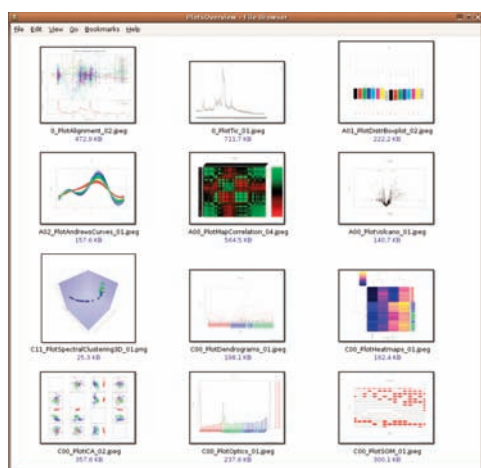 PlotsOverview - File Browser
File Edit View Go Bookmarks Help
0_PlotAlignment_02.jpeg
472.9 KB
0_PlotTic_01.jpeg
711.7 KB
A01_PlotDistrBoxplot_02.jpeg
222.2 KB
A02_PlotAndrewsCurves_01.jpeg
157.6 KB
A00_PlotMapCorrelation_04.jpeg
564.5 KB
A00_PlotVolcano_01.jpeg
140.7 KB
C11_PlotSpectralClustering3D_01.png
25.3 KB
C00_PlotDendrograms_01.jpeg
198.1 KB
C00_PlotHeatmaps_01.jpeg
162.4 KB
C00_PlotICA_02.jpeg
357.6 KB
C00_PlotOptics_01.jpeg
237.6 KB
C00_PlotSOM_01.jpeg
300.1 KB